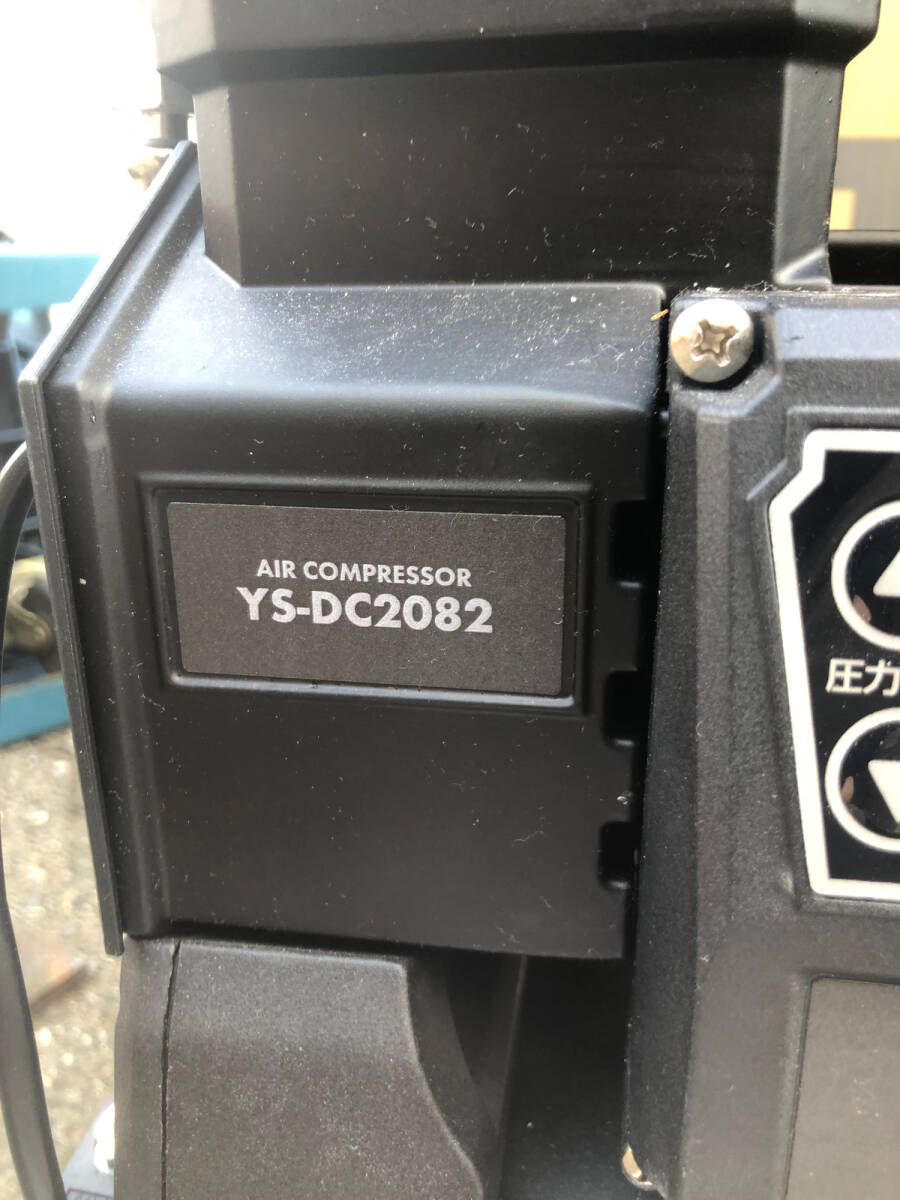 AIR COMPRESSOR
YS-DC2082
圧力